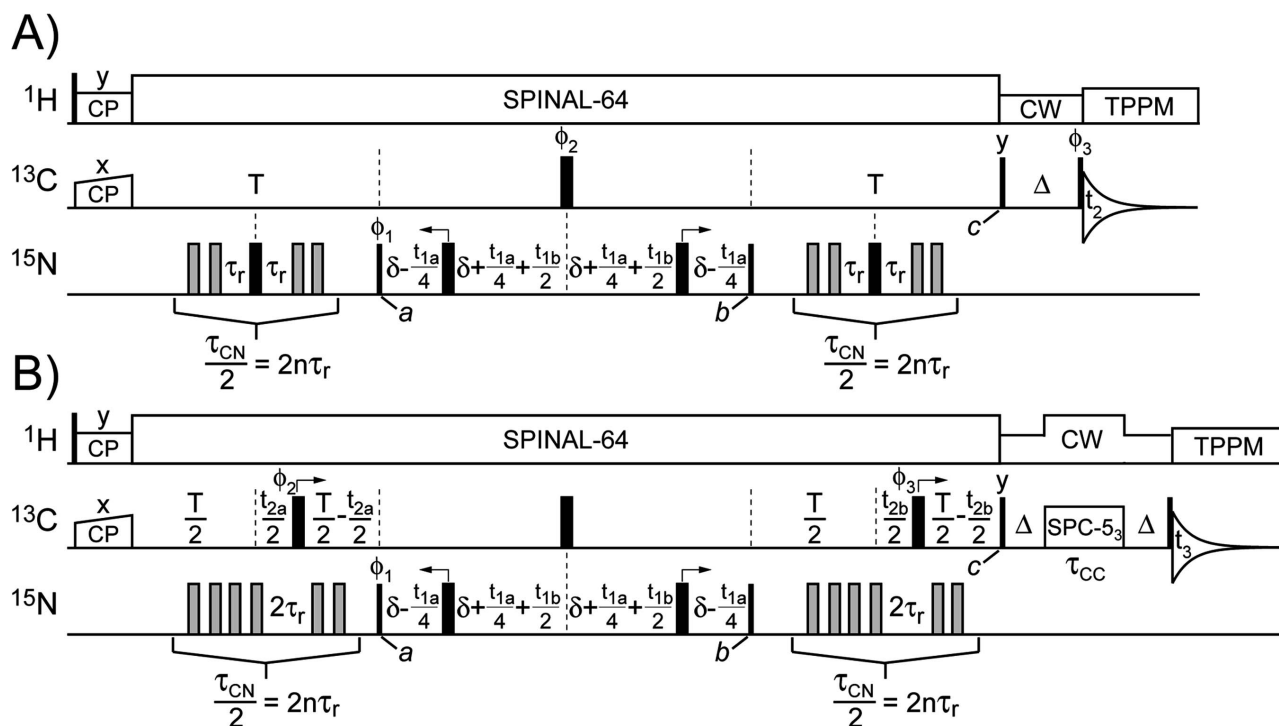 A)
¹H y CP SPINAL-64 CW TPPM
¹³C x CP T ϕ₂ T y Δ ϕ₃ t₂
c
¹⁵N τᵣ τᵣ ϕ₁ δ-t₁ₐ/4 δ+t₁ₐ/4+t₁b/2 δ+t₁ₐ/4+t₁b/2 δ-t₁ₐ/4 τᵣ τᵣ
a b
τCN/2 = 2nτᵣ τCN/2 = 2nτᵣ
B)
¹H y CP SPINAL-64 CW TPPM
¹³C x CP T/2 t₂ₐ/2 ϕ₂ T/2-t₂ₐ/2 T/2 t₂b/2 ϕ₃ T/2-t₂b/2 y Δ SPC-5₃ Δ t₃
c τCC
¹⁵N 2τᵣ ϕ₁ δ-t₁ₐ/4 δ+t₁ₐ/4+t₁b/2 δ+t₁ₐ/4+t₁b/2 δ-t₁ₐ/4 2τᵣ
a b
τCN/2 = 2nτᵣ τCN/2 = 2nτᵣ